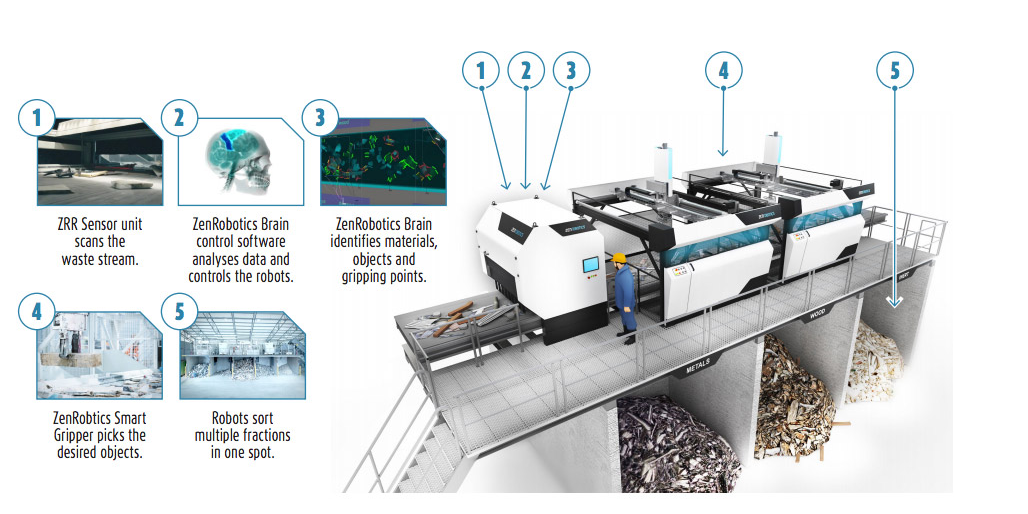 1
2
3
4
5
1
2
3
ZRR Sensor unit
scans the
waste stream.
ZenRobotics Brain
control software
analyses data and
controls the robots.
ZenRobotics Brain
identifies materials,
objects and
gripping points.
4
5
ZenRobtics Smart
Gripper picks the
desired objects.
Robots sort
multiple fractions
in one spot.
METALS
WOOD
INERT